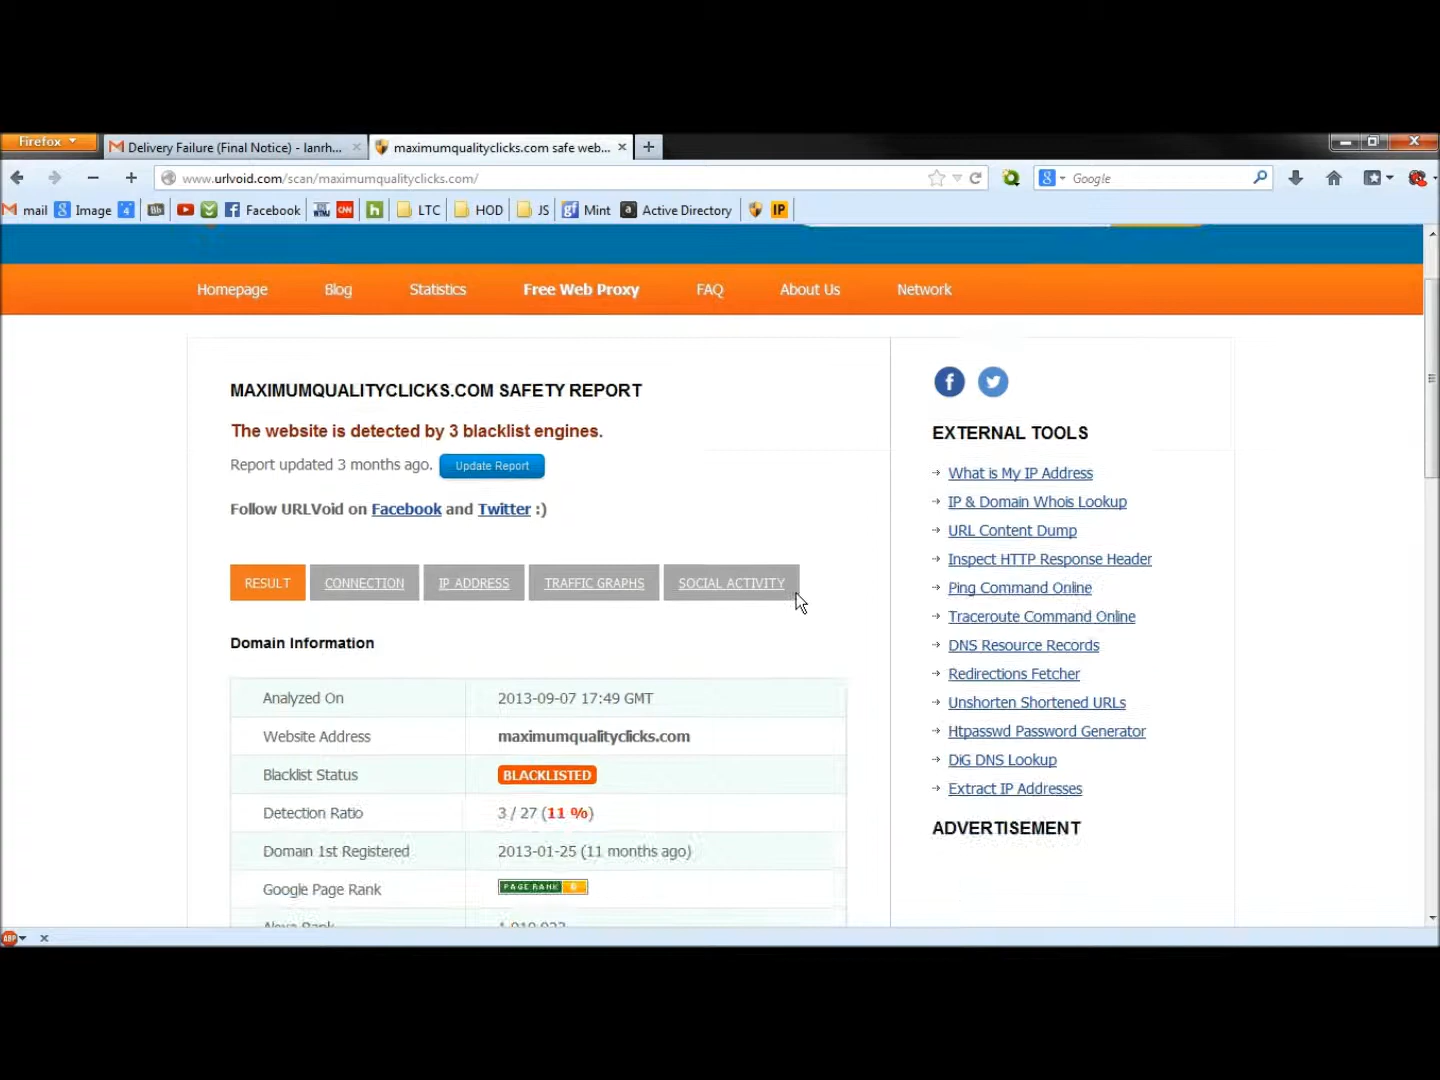 Firefox
Delivery Failure (Final Notice) - lanrh...
maximumqualityclicks.com safe web...
www.urlvoid.com/scan/maximumqualityclicks.com/
Google
mail
Image
Facebook
LTC
HOD
JS
Mint
Active Directory
IP
Homepage
Blog
Statistics
Free Web Proxy
FAQ
About Us
Network
MAXIMUMQUALITYCLICKS.COM SAFETY REPORT
The website is detected by 3 blacklist engines.
Report updated 3 months ago. Update Report
Follow URLVoid on Facebook and Twitter :)
RESULT
CONNECTION
IP ADDRESS
TRAFFIC GRAPHS
SOCIAL ACTIVITY
Domain Information
Analyzed On 2013-09-07 17:49 GMT
Website Address maximumqualityclicks.com
Blacklist Status BLACKLISTED
Detection Ratio 3 / 27 (11 %)
Domain 1st Registered 2013-01-25 (11 months ago)
Google Page Rank PAGE RANK
Alexa Rank
EXTERNAL TOOLS
What is My IP Address
IP & Domain Whois Lookup
URL Content Dump
Inspect HTTP Response Header
Ping Command Online
Traceroute Command Online
DNS Resource Records
Redirections Fetcher
Unshorten Shortened URLs
Htpasswd Password Generator
DiG DNS Lookup
Extract IP Addresses
ADVERTISEMENT
ABP